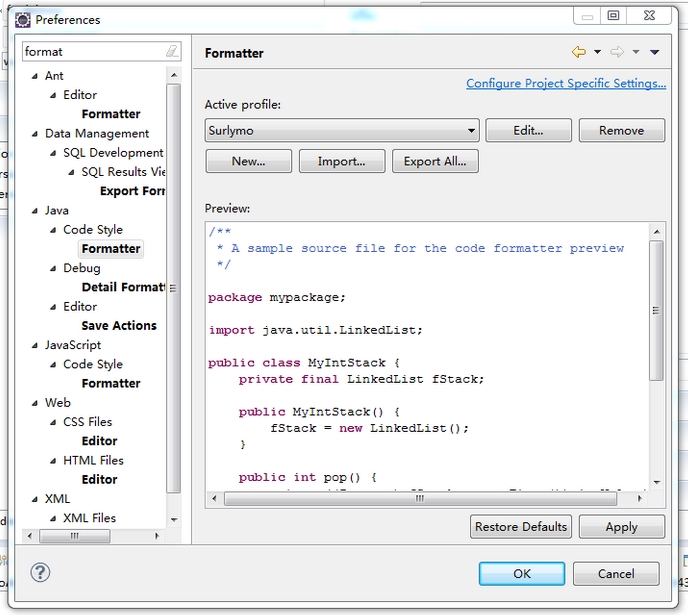 Preferences
format
Formatter
Configure Project Specific Settings...
Active profile:
Surlymo
Edit...
Remove
New...
Import...
Export All...
Preview:
Ant
Editor
Formatter
Data Management
SQL Development
SQL Results Vie
Export Forr
Java
Code Style
Formatter
Debug
Detail Formatt
Editor
Save Actions
JavaScript
Code Style
Formatter
Web
CSS Files
Editor
HTML Files
Editor
XML
XML Files
/**
 * A sample source file for the code formatter preview
 */
package mypackage;
import java.util.LinkedList;
public class MyIntStack {
    private final LinkedList fStack;
    public MyIntStack() {
        fStack = new LinkedList();
    }
    public int pop() {
Restore Defaults
Apply
?
OK
Cancel